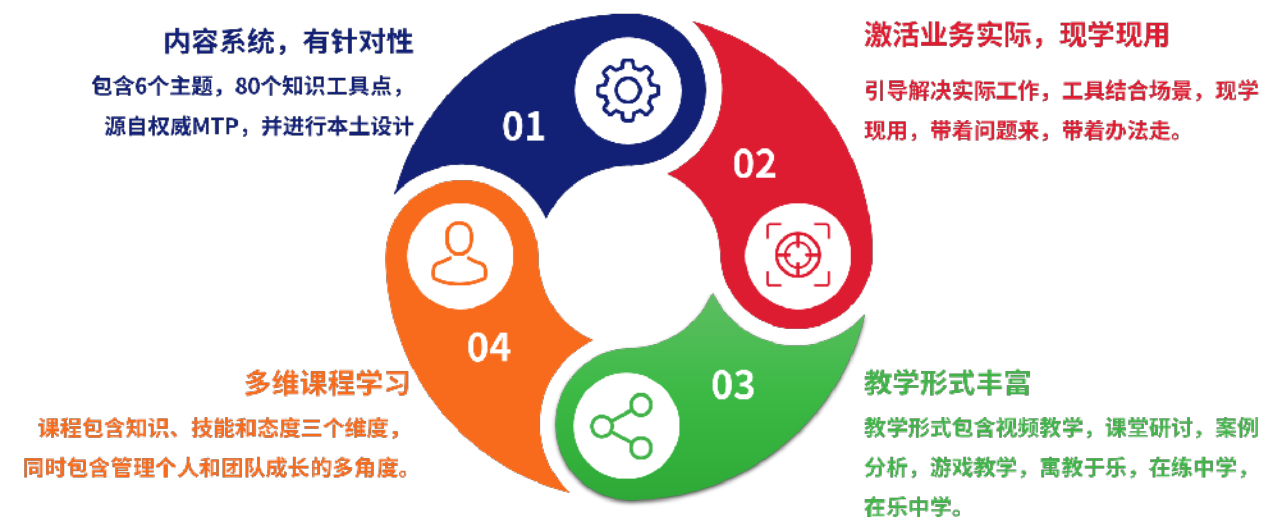 内容系统，有针对性
包含6个主题，80个知识工具点，
源自权威MTP，并进行本土设计
01
激活业务实际，现学现用
引导解决实际工作，工具结合场景，现学
现用，带着问题来，带着办法走。
02
教学形式丰富
教学形式包含视频教学，课堂研讨，案例
分析，游戏教学，寓教于乐，在练中学，
在乐中学。
03
多维课程学习
课程包含知识、技能和态度三个维度，
同时包含管理个人和团队成长的多角度。
04